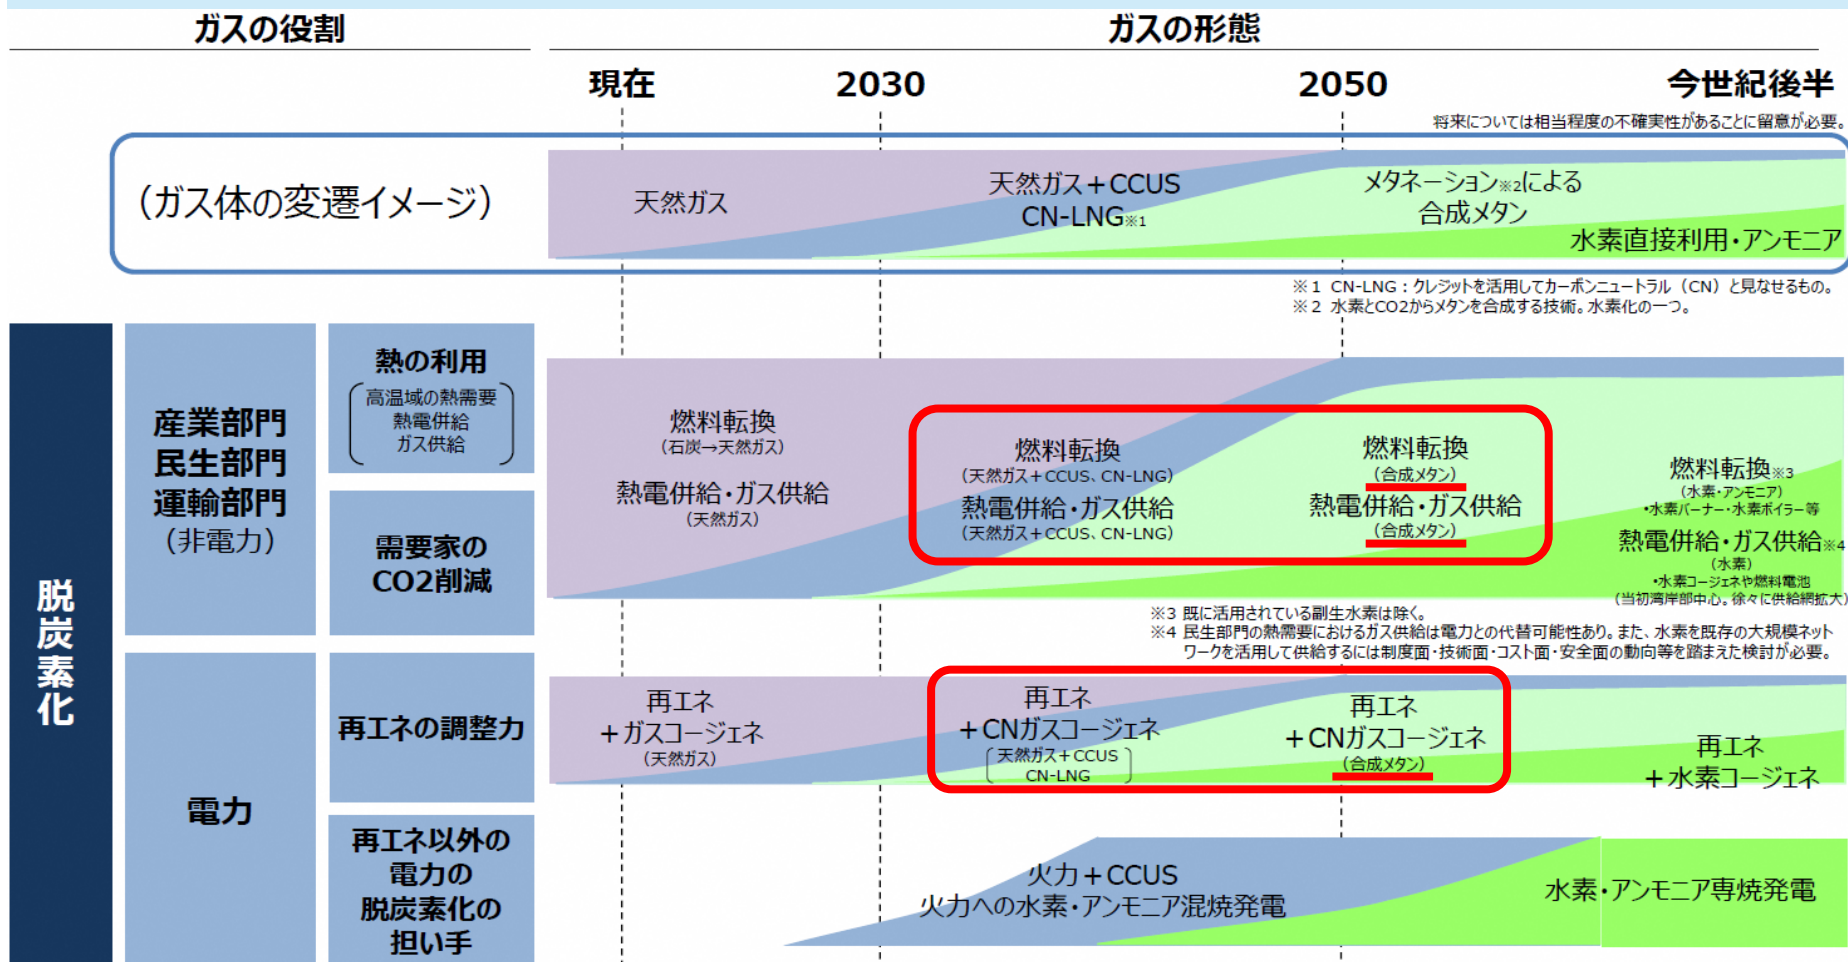 ガスの役割
ガスの形態
現在
2030
2050
今世紀後半
将来については相当程度の不確実性があることに留意が必要。
（ガス体の変遷イメージ）
天然ガス
天然ガス＋CCUS
CN-LNG※1
メタネーション※2による
合成メタン
水素直接利用・アンモニア
※1 CN-LNG：クレジットを活用してカーボンニュートラル（CN）と見なせるもの。
※2 水素とCO2からメタンを合成する技術。水素化の一つ。
脱炭素化
産業部門
民生部門
運輸部門
（非電力）
熱の利用
高温域の熱需要
熱電併給
ガス供給
需要家の
CO2削減
燃料転換
（石炭→天然ガス）
熱電併給・ガス供給
（天然ガス）
燃料転換
（天然ガス＋CCUS、CN-LNG）
熱電併給・ガス供給
（天然ガス＋CCUS、CN-LNG）
燃料転換
（合成メタン）
熱電併給・ガス供給
（合成メタン）
燃料転換※3
（水素・アンモニア）
・水素バーナー・水素ボイラー等
熱電併給・ガス供給※4
（水素）
・水素コージェネや燃料電池
（当初湾岸部中心。徐々に供給網拡大）
※3 既に活用されている副生水素は除く。
※4 民生部門の熱需要におけるガス供給は電力との代替可能性あり。また、水素を既存の大規模ネット
ワークを活用して供給するには制度面・技術面・コスト面・安全面の動向等を踏まえた検討が必要。
電力
再エネの調整力
再エネ
＋ガスコージェネ
（天然ガス）
再エネ
＋CNガスコージェネ
天然ガス＋CCUS
CN-LNG
再エネ
＋CNガスコージェネ
（合成メタン）
再エネ
＋水素コージェネ
再エネ以外の
電力の
脱炭素化の
担い手
火力＋CCUS
火力への水素・アンモニア混焼発電
水素・アンモニア専焼発電